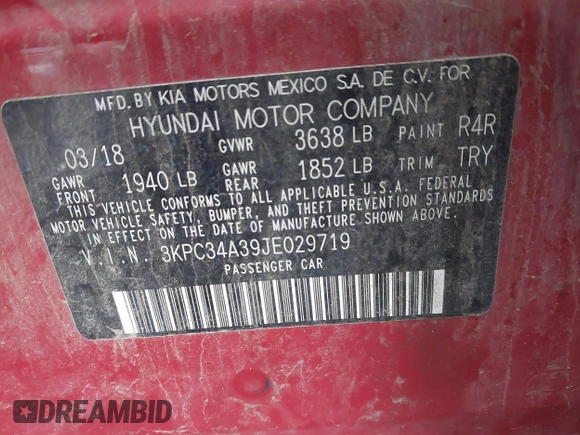 MFD. BY KIA MOTORS MEXICO S.A. DE C.V. FOR
HYUNDAI MOTOR COMPANY
03/18 GVWR 3638 LB PAINT R4R
GAWR FRONT 1940 LB GAWR REAR 1852 LB TRIM TRY
THIS VEHICLE CONFORMS TO ALL APPLICABLE U.S.A. FEDERAL
MOTOR VEHICLE SAFETY, BUMPER, AND THEFT PREVENTION STANDARDS
IN EFFECT ON THE DATE OF MANUFACTURE SHOWN ABOVE.
V.I.N. 3KPC34A39JE029719
PASSENGER CAR
DREAMBID